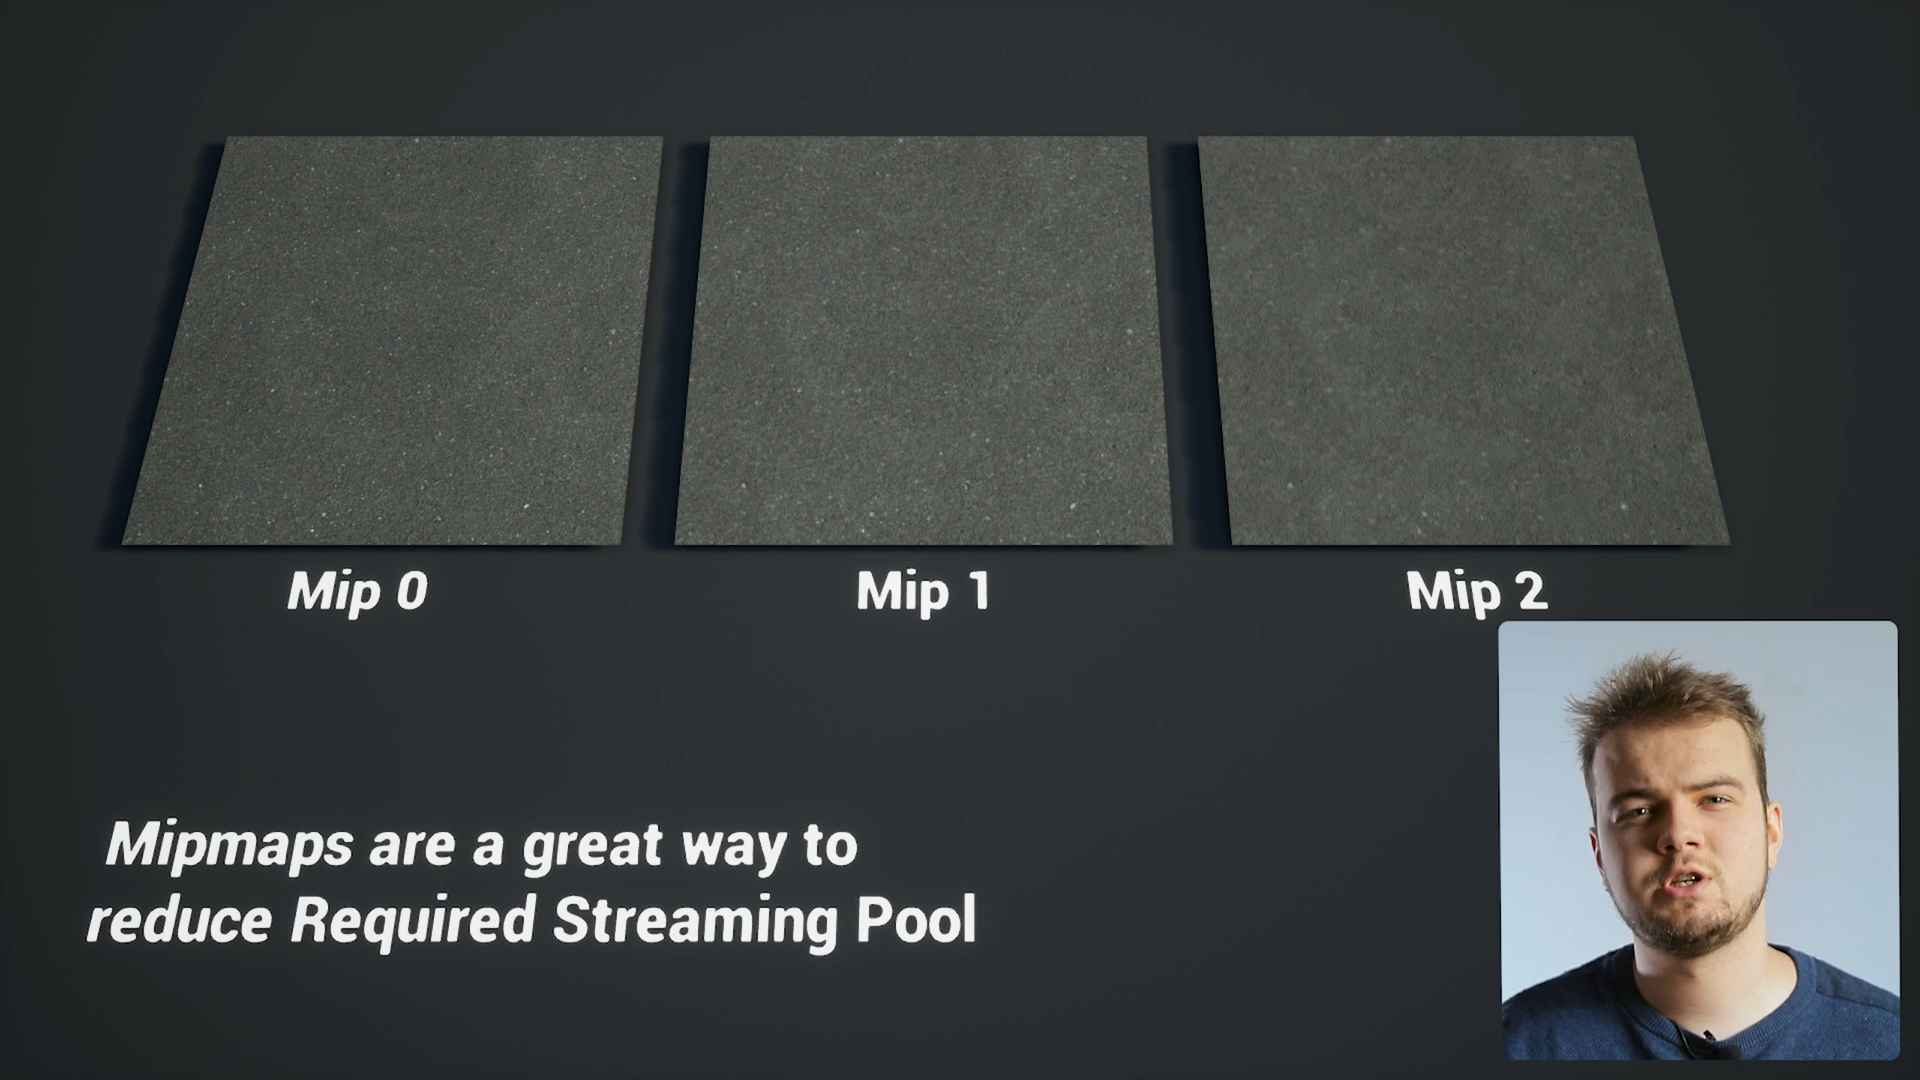 Mip 0
Mip 1
Mip 2
Mipmaps are a great way to
reduce Required Streaming Pool